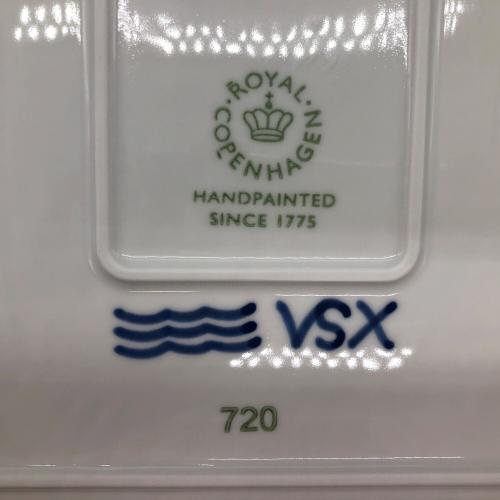 ROYAL
COPENHAGEN
HANDPAINTED
SINCE 1775
VSX
720